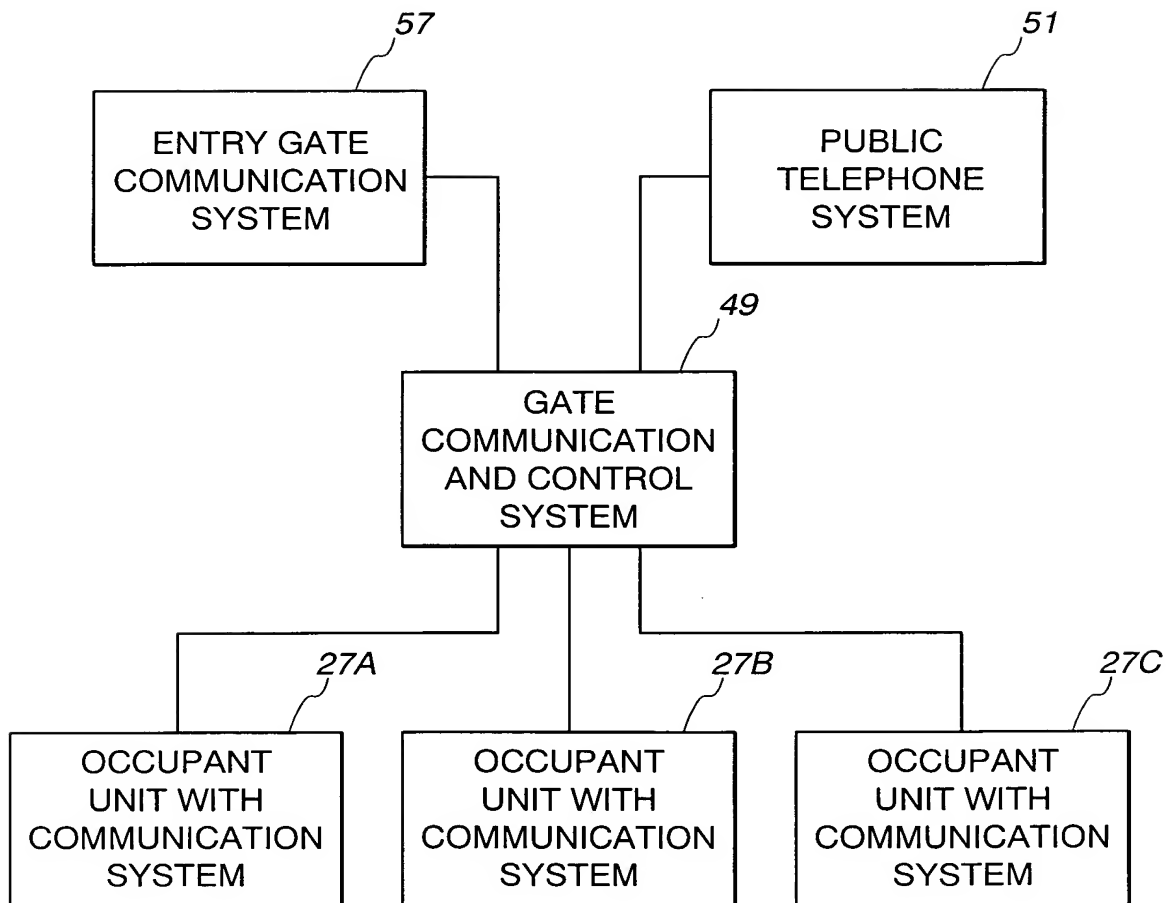 57
ENTRY GATE
COMMUNICATION
SYSTEM
51
PUBLIC
TELEPHONE
SYSTEM
49
GATE
COMMUNICATION
AND CONTROL
SYSTEM
27A
OCCUPANT
UNIT WITH
COMMUNICATION
SYSTEM
27B
OCCUPANT
UNIT WITH
COMMUNICATION
SYSTEM
27C
OCCUPANT
UNIT WITH
COMMUNICATION
SYSTEM